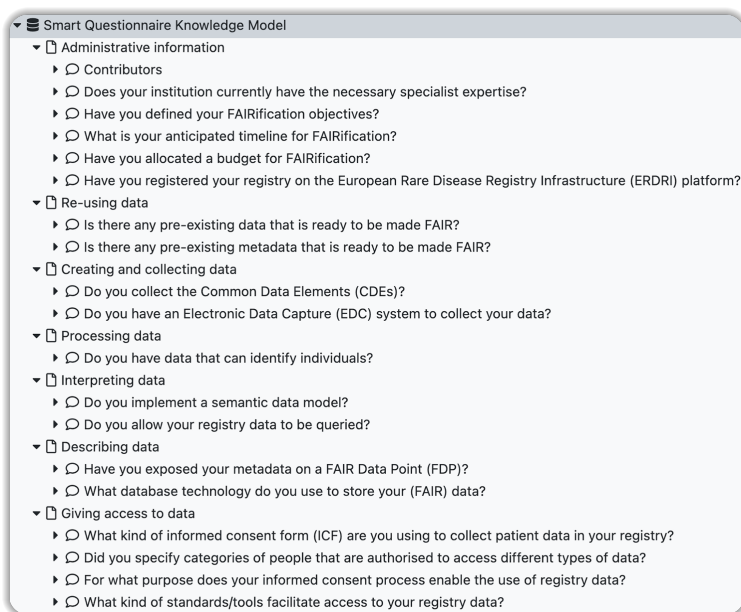 Smart Questionnaire Knowledge Model
Administrative information
Contributors
Does your institution currently have the necessary specialist expertise?
Have you defined your FAIRification objectives?
What is your anticipated timeline for FAIRification?
Have you allocated a budget for FAIRification?
Have you registered your registry on the European Rare Disease Registry Infrastructure (ERDRI) platform?
Re-using data
Is there any pre-existing data that is ready to be made FAIR?
Is there any pre-existing metadata that is ready to be made FAIR?
Creating and collecting data
Do you collect the Common Data Elements (CDEs)?
Do you have an Electronic Data Capture (EDC) system to collect your data?
Processing data
Do you have data that can identify individuals?
Interpreting data
Do you implement a semantic data model?
Do you allow your registry data to be queried?
Describing data
Have you exposed your metadata on a FAIR Data Point (FDP)?
What database technology do you use to store your (FAIR) data?
Giving access to data
What kind of informed consent form (ICF) are you using to collect patient data in your registry?
Did you specify categories of people that are authorised to access different types of data?
For what purpose does your informed consent process enable the use of registry data?
What kind of standards/tools facilitate access to your registry data?